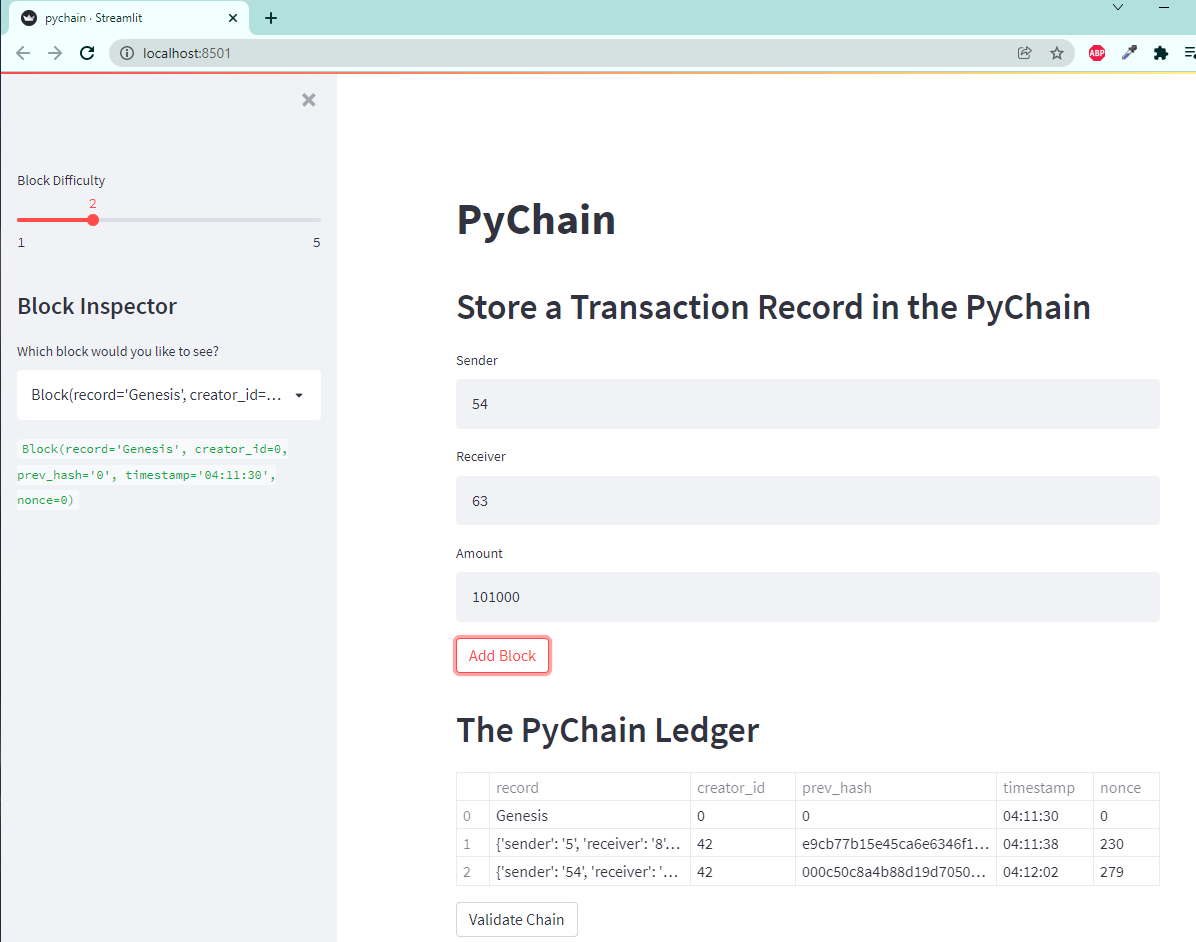 pychain · Streamlit
localhost:8501
ABP
Block Difficulty
2
1 5
Block Inspector
Which block would you like to see?
Block(record='Genesis', creator_id=...
Block(record='Genesis', creator_id=0,
prev_hash='0', timestamp='04:11:30',
nonce=0)
PyChain
Store a Transaction Record in the PyChain
Sender
54
Receiver
63
Amount
101000
Add Block
The PyChain Ledger
record creator_id prev_hash timestamp nonce
0 Genesis 0 0 04:11:30 0
1 {'sender': '5', 'receiver': '8'... 42 e9cb77b15e45ca6e6346f1... 04:11:38 230
2 {'sender': '54', 'receiver': '... 42 000c50c8a4b88d19d7050... 04:12:02 279
Validate Chain